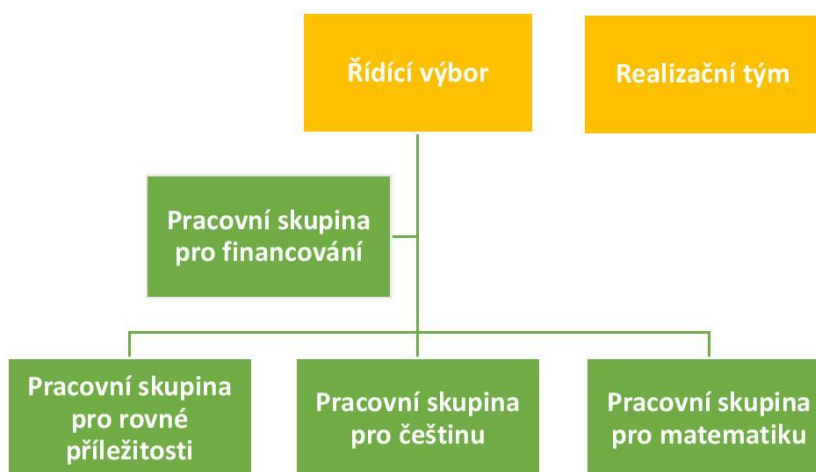 Řídící výbor
Realizační tým
Pracovní skupina
pro financování
Pracovní skupina
pro rovné
příležitosti
Pracovní skupina
pro češtinu
Pracovní skupina
pro matematiku